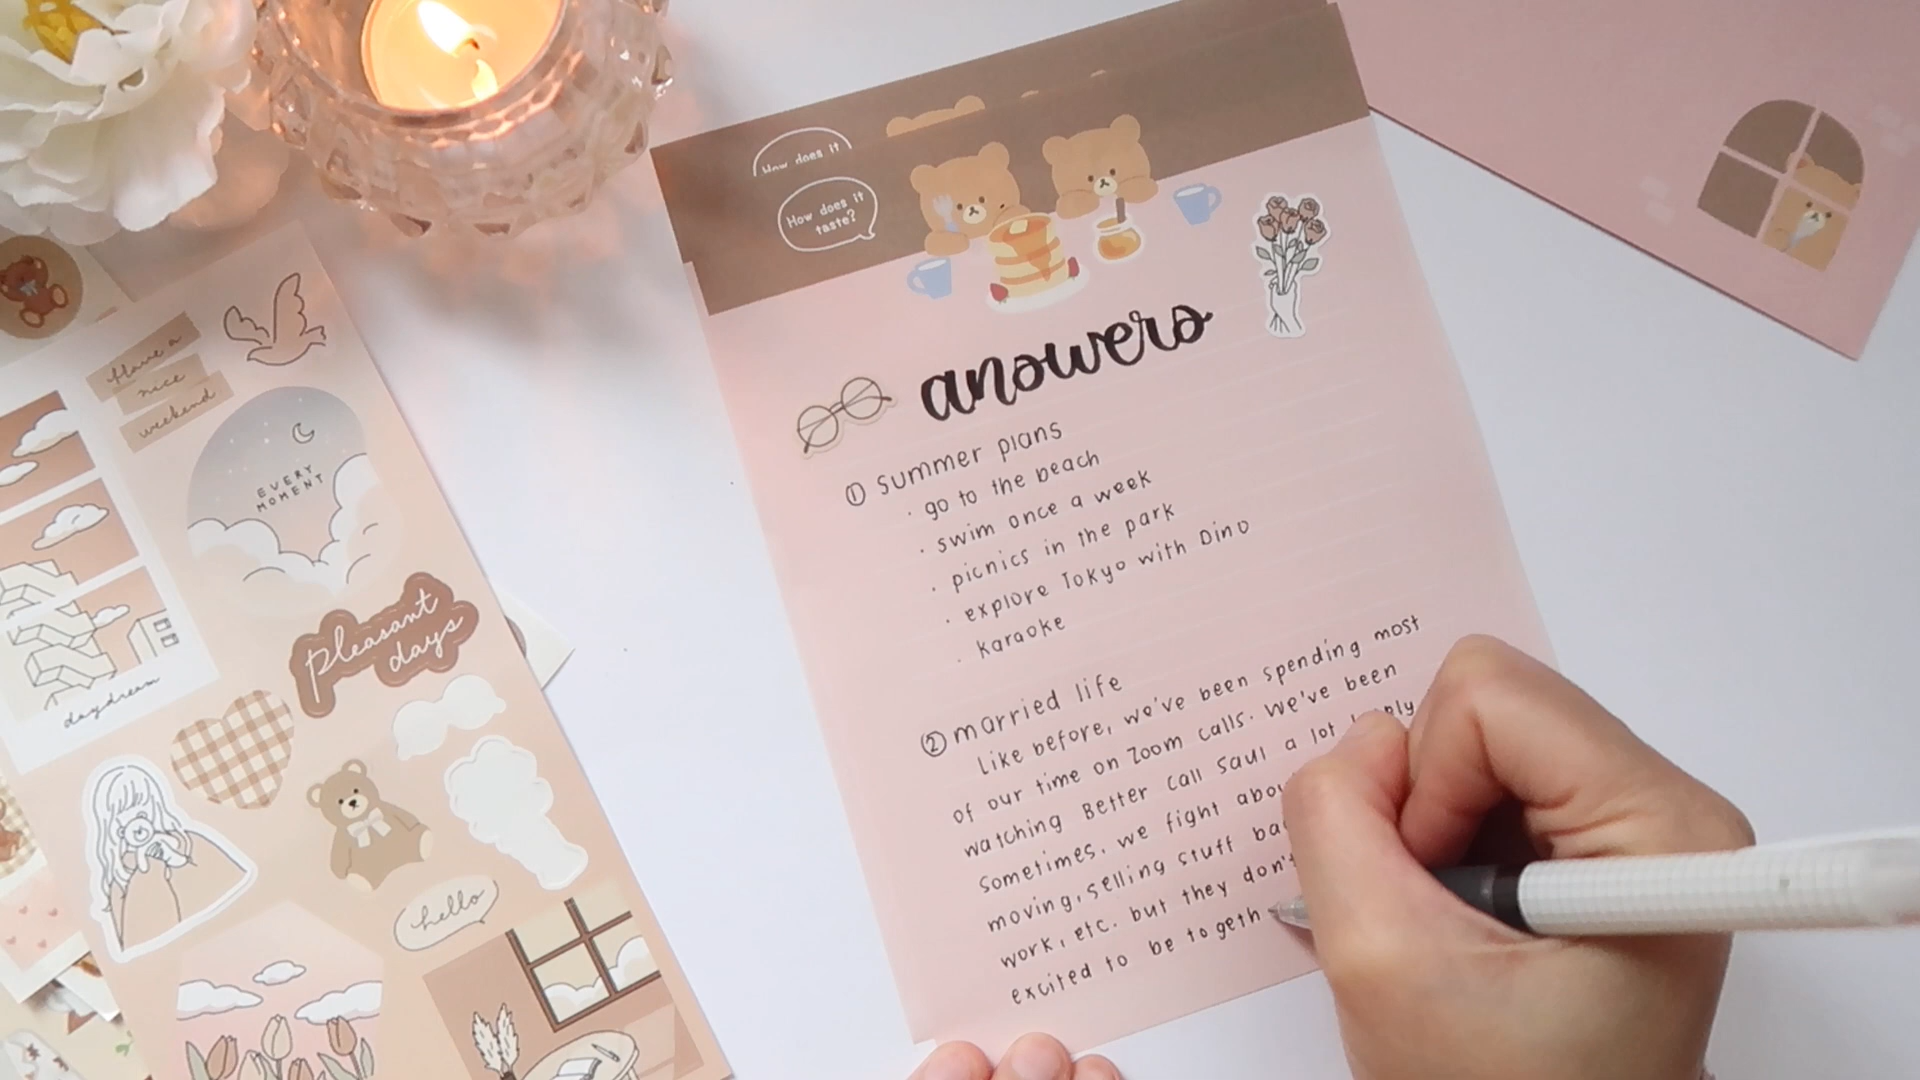 How does it
How does it
taste?
answers
① summer plans
· go to the beach
· swim once a week
· picnics in the park
· explore Tokyo with Dino
· karaoke
② married life
Like before, we've been spending most
of our time on Zoom calls. We've been
watching Better Call Saul a lot
sometimes. we fight
moving, selling stuff
work, etc. but they don't
excited to be togeth
Have a
nice
weekend
EVERY
MOMENT
pleasant
days
daydream
hello